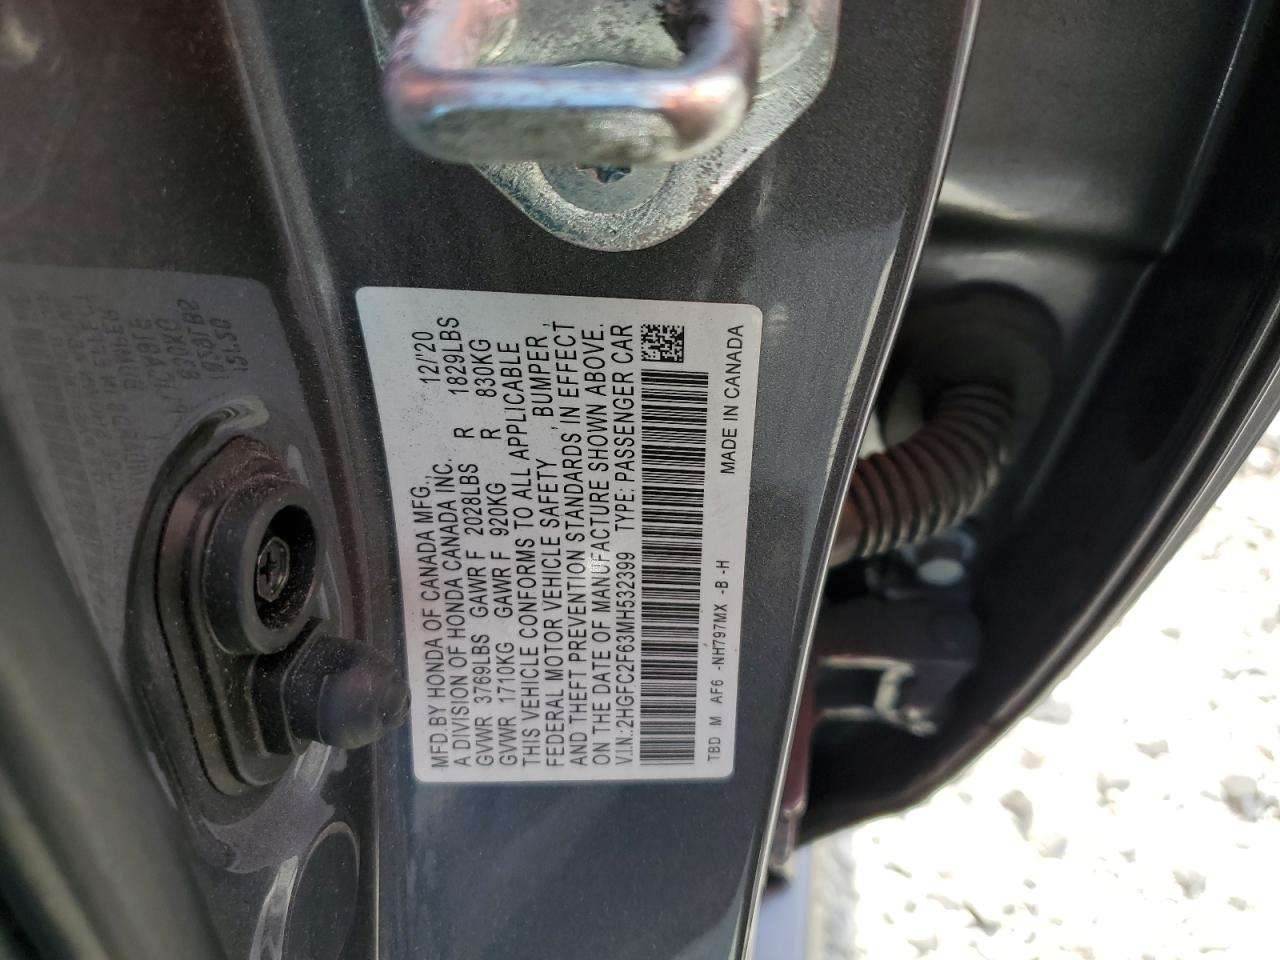 MFD.BY HONDA OF CANADA MFG., 12/'20
A DIVISION OF HONDA CANADA INC.
GVWR 3769LBS GAWR F 2028LBS R 1829LBS
GVWR 1710KG GAWR F 920KG R 830KG
THIS VEHICLE CONFORMS TO ALL APPLICABLE
FEDERAL MOTOR VEHICLE SAFETY, BUMPER,
AND THEFT PREVENTION STANDARDS IN EFFECT
ON THE DATE OF MANUFACTURE SHOWN ABOVE.
V.I.N.:2HGFC2F63MH532399 TYPE: PASSENGER CAR
TBD M AF6 -NH797MX -B -H MADE IN CANADA